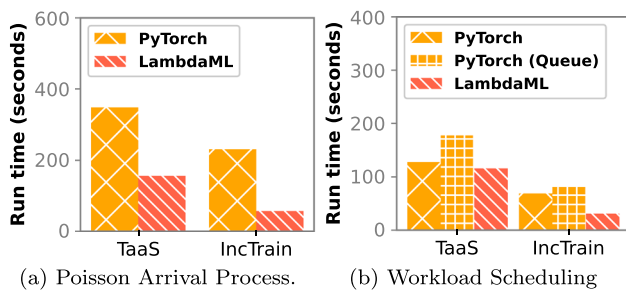 Run time (seconds)
600
400
200
0
PyTorch
LambdaML
TaaS
IncTrain
(a) Poisson Arrival Process.
Run time (seconds)
400
300
200
100
0
PyTorch
PyTorch (Queue)
LambdaML
TaaS
IncTrain
(b) Workload Scheduling